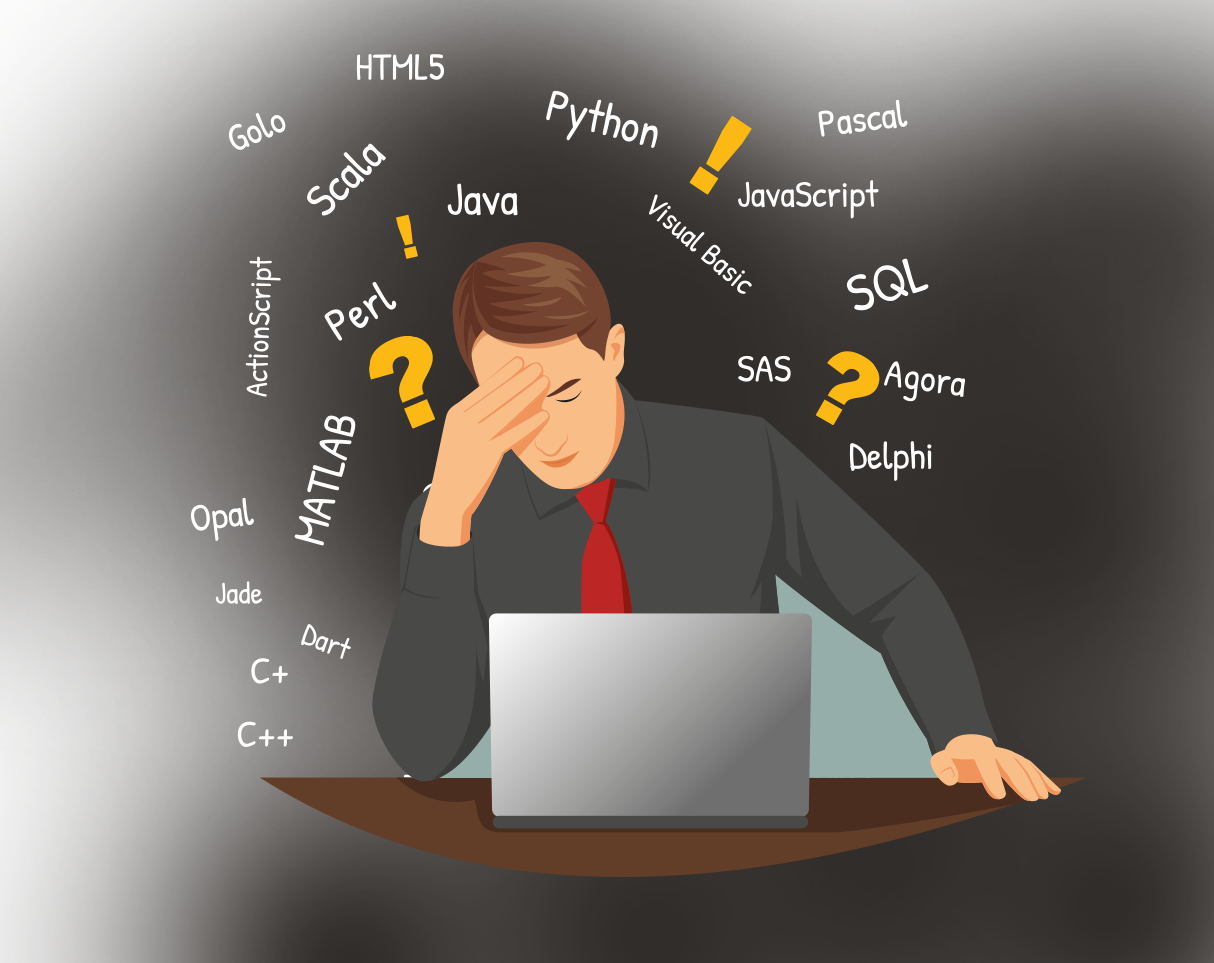 HTML5
Golo
Python
!
Pascal
Scala
Java
JavaScript
!
Visual Basic
ActionScript
Perl
SQL
?
SAS
?
Agora
MATLAB
Delphi
Opal
Jade
Dart
C+
C++